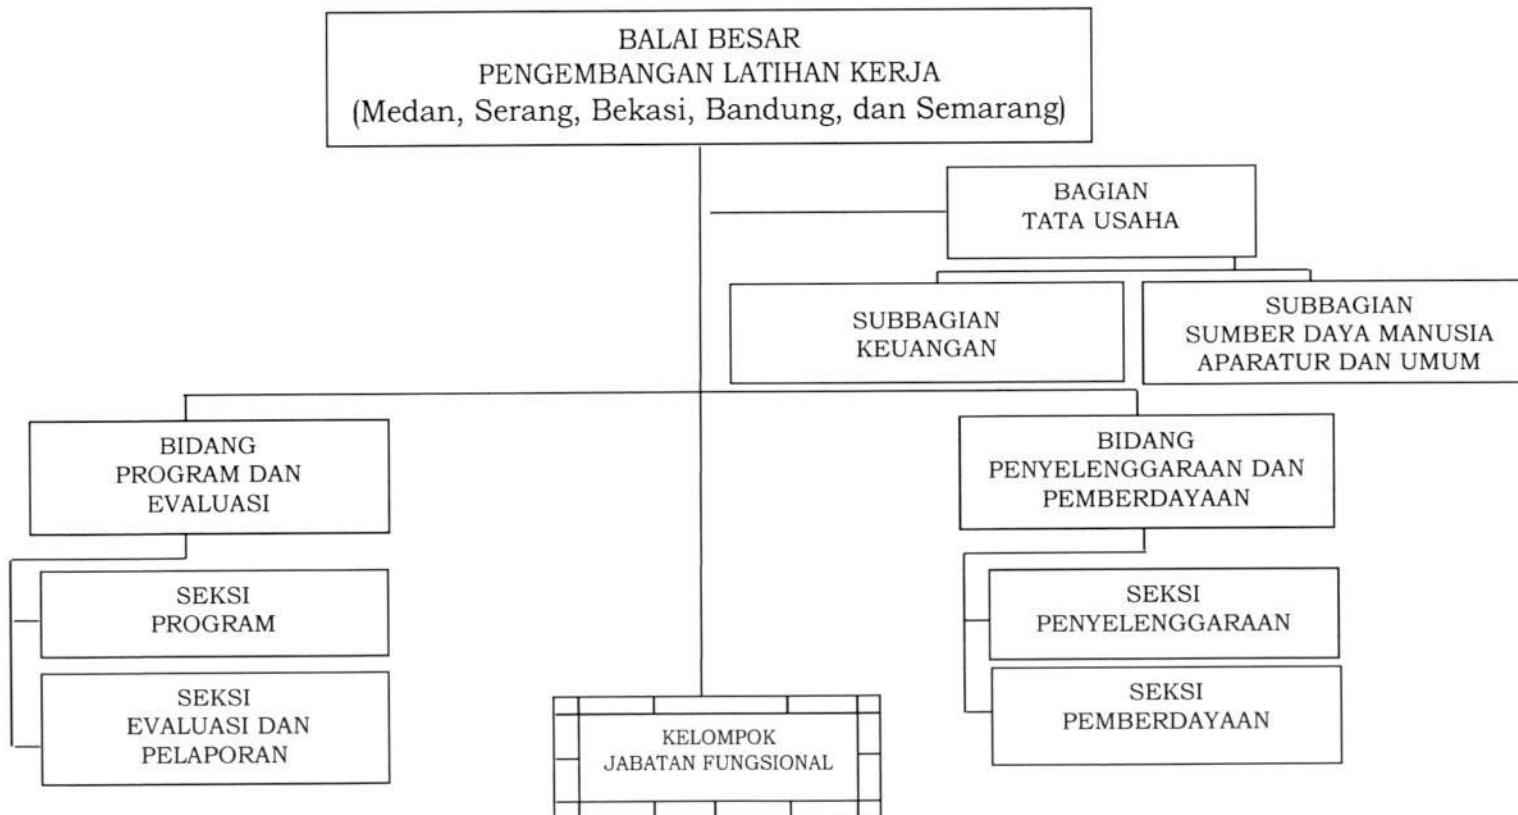 BALAI BESAR
PENGEMBANGAN LATIHAN KERJA
(Medan, Serang, Bekasi, Bandung, dan Semarang)
BAGIAN
TATA USAHA
SUBBAGIAN
KEUANGAN
SUBBAGIAN
SUMBER DAYA MANUSIA
APARATUR DAN UMUM
BIDANG
PROGRAM DAN
EVALUASI
BIDANG
PENYELENGGARAAN DAN
PEMBERDAYAAN
SEKSI
PROGRAM
SEKSI
PENYELENGGARAAN
SEKSI
EVALUASI DAN
PELAPORAN
SEKSI
PEMBERDAYAAN
KELOMPOK
JABATAN FUNGSIONAL